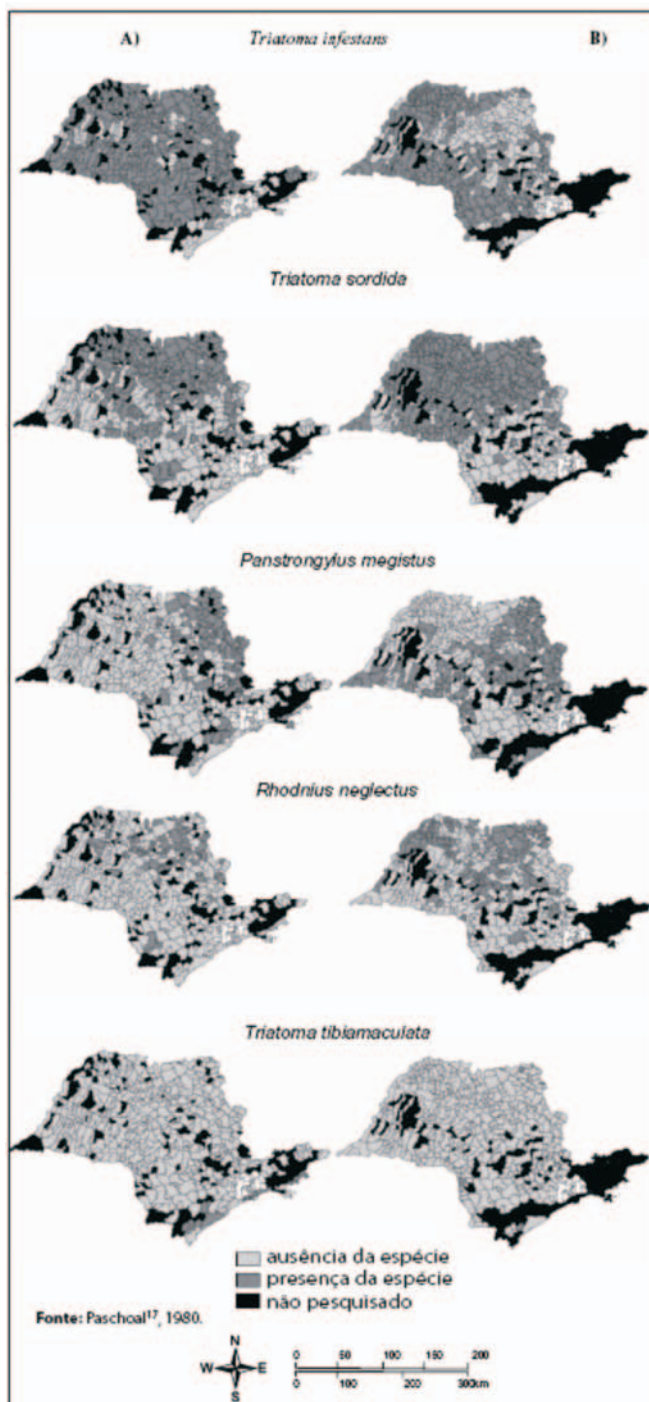 A) Triatoma infestans B)
Triatoma sordida
Panstrongylus megistus
Rhodnius neglectus
Triatoma tibiamaculata
ausência da espécie
presença da espécie
não pesquisado
Fonte: Paschoal17, 1980.
N
W E
S
0 50 100 150 200
0 100 200 300km